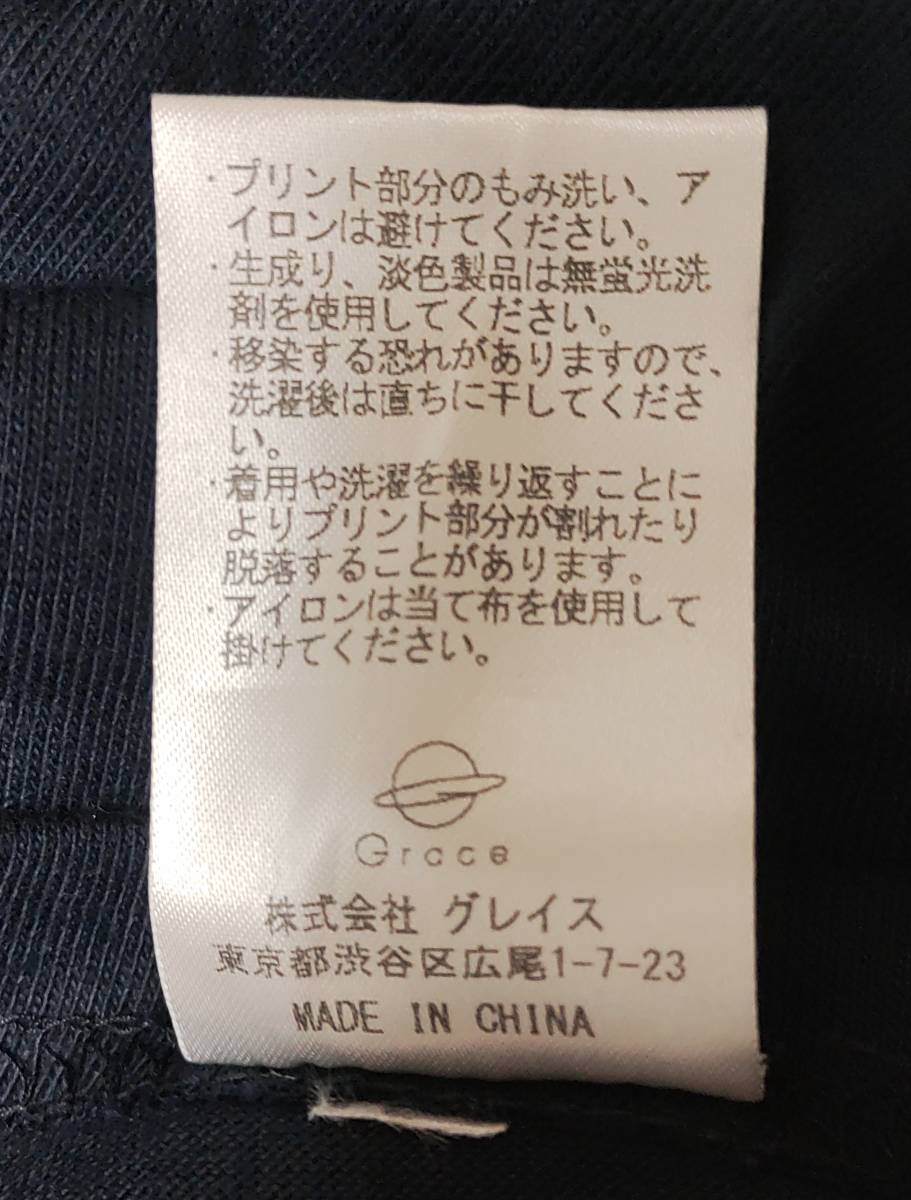 ・プリント部分のもみ洗い、ア
イロンは避けてください。
・生成り、淡色製品は無蛍光洗
剤を使用してください。
・移染する恐れがありますので、
洗濯後は直ちに干してくださ
い。
・着用や洗濯を繰り返すことに
よりプリント部分が割れたり
脱落することがあります。
・アイロンは当て布を使用して
掛けてください。
Grace
株式会社 グレイス
東京都渋谷区広尾1-7-23
MADE IN CHINA